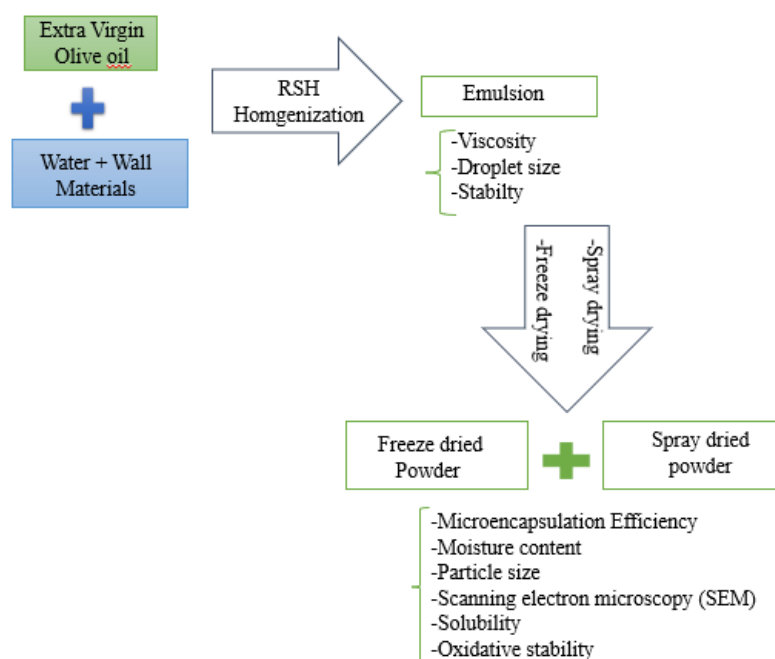 Extra Virgin
Olive oil
RSH
Homgenization
Emulsion
Water + Wall
Materials
-Viscosity
-Droplet size
-Stabilty
-Spray drying
-Freeze drying
Freeze dried
Powder
Spray dried
powder
-Microencapsulation Efficiency
-Moisture content
-Particle size
-Scanning electron microscopy (SEM)
-Solubility
-Oxidative stability